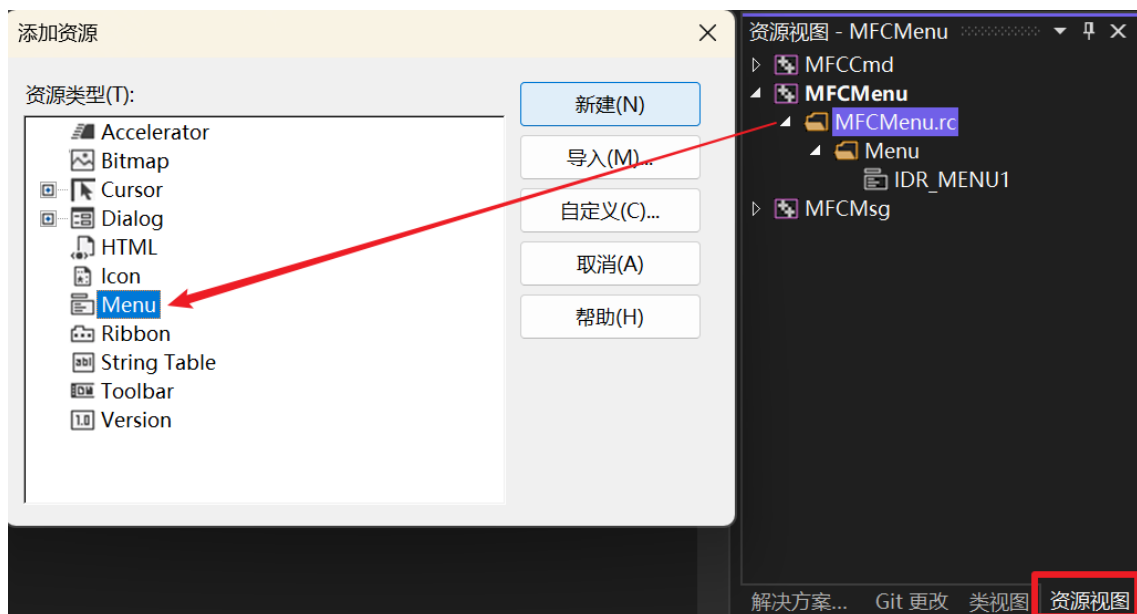 添加资源
资源类型(T):
Accelerator
Bitmap
Cursor
Dialog
HTML
Icon
Menu
Ribbon
String Table
Toolbar
Version
新建(N)
导入(M)...
自定义(C)...
取消(A)
帮助(H)
资源视图 - MFCMenu
MFCCmd
MFCMenu
MFCMenu.rc
Menu
IDR_MENU1
MFCMsg
解决方案... Git 更改 类视图 资源视图